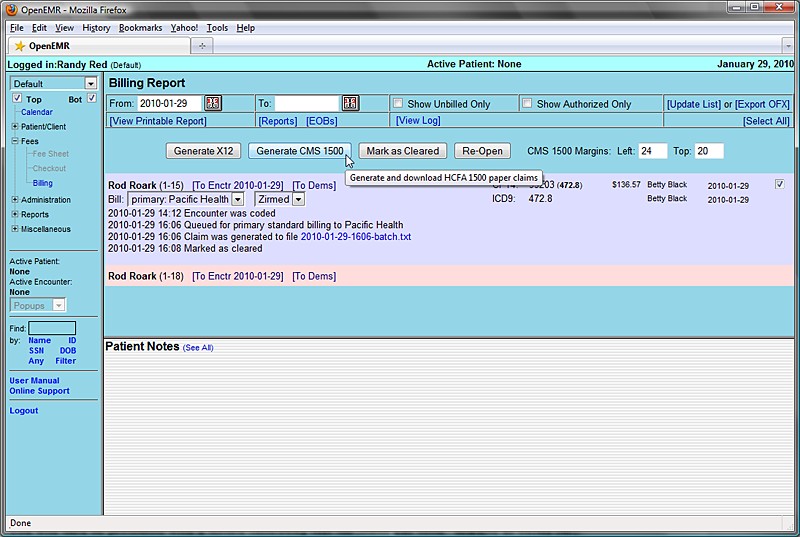 OpenEMR - Mozilla Firefox
File Edit View History Bookmarks Yahoo! Tools Help
OpenEMR
Logged in:Randy Red (Default) Active Patient: None January 29, 2010
Default
Top Bot
Calendar
Patient/Client
Fees
Fee Sheet
Checkout
Billing
Administration
Reports
Miscellaneous
Active Patient:
None
Active Encounter:
None
Popups
Find:
by: Name ID
SSN DOB
Any Filter
User Manual
Online Support
Logout
Billing Report
From: 2010-01-29 To: Show Unbilled Only Show Authorized Only [Update List] or [Export OFX]
[View Printable Report] [Reports] [EOBs] [View Log] [Select All]
Generate X12 Generate CMS 1500 Mark as Cleared Re-Open CMS 1500 Margins: Left: 24 Top: 20
Generate and download HCFA 1500 paper claims
Rod Roark (1-15) [To Enctr 2010-01-29] [To Dems] (472.8) $136.57 Betty Black 2010-01-29
Bill: primary: Pacific Health Zirmed ICD9: 472.8 Betty Black 2010-01-29
2010-01-29 14:12 Encounter was coded
2010-01-29 16:06 Queued for primary standard billing to Pacific Health
2010-01-29 16:06 Claim was generated to file 2010-01-29-1606-batch.txt
2010-01-29 16:08 Marked as cleared
Rod Roark (1-18) [To Enctr 2010-01-29] [To Dems]
Patient Notes (See All)
Done